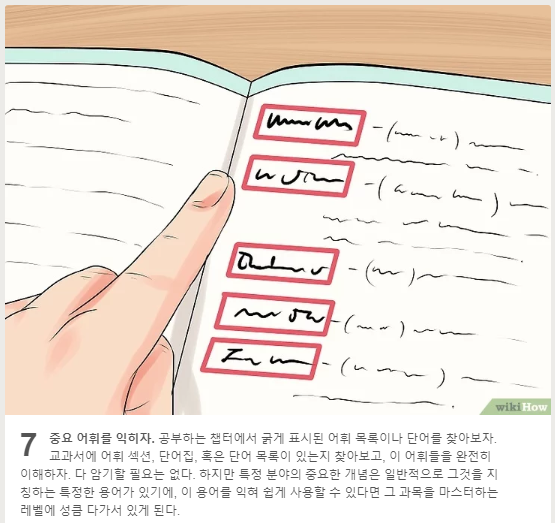 wikiHow
7 중요 어휘를 익히자. 공부하는 챕터에서 굵게 표시된 어휘 목록이나 단어를 찾아보자.
교과서에 어휘 섹션, 단어집, 혹은 단어 목록이 있는지 찾아보고, 이 어휘들을 완전히
이해하자. 다 암기할 필요는 없다. 하지만 특정 분야의 중요한 개념은 일반적으로 그것을 지
칭하는 특정한 용어가 있기에, 이 용어를 익혀 쉽게 사용할 수 있다면 그 과목을 마스터하는
레벨에 성큼 다가서 있게 된다.